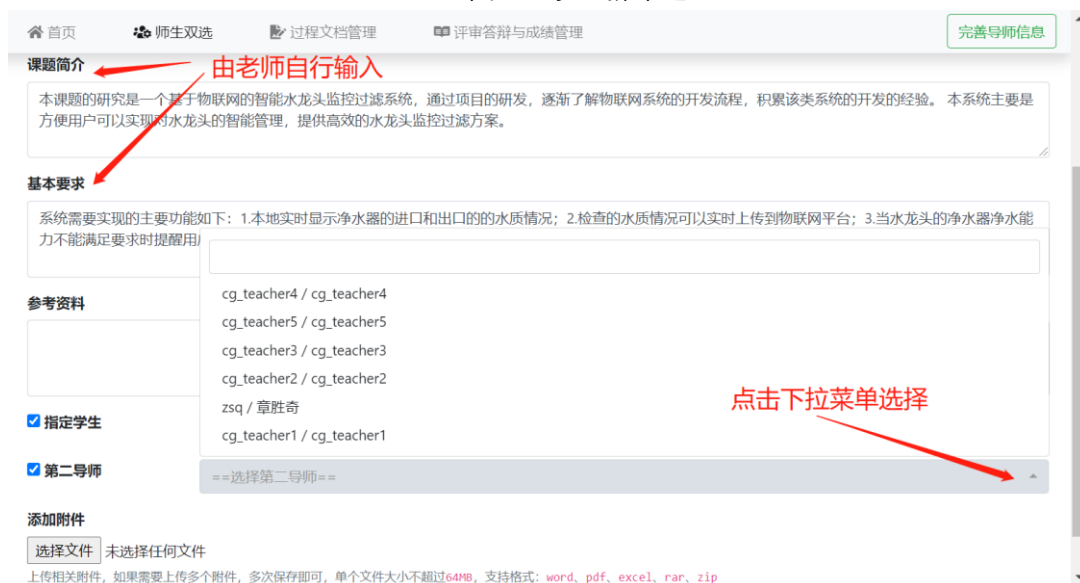 首页 师生双选 过程文档管理 评审答辩与成绩管理 完善导师信息
课题简介 由老师自行输入
本课题的研究是一个基于物联网的智能水龙头监控过滤系统，通过项目的研发，逐渐了解物联网系统的开发流程，积累该类系统的开发的经验。 本系统主要是
方便用户可以实现对水龙头的智能管理，提供高效的水龙头监控过滤方案。
基本要求
系统需要实现的主要功能如下：1.本地实时显示净水器的进口和出口的的水质情况；2.检查的水质情况可以实时上传到物联网平台；3.当水龙头的净水器净水能
力不能满足要求时提醒用
cg_teacher4 / cg_teacher4
参考资料
cg_teacher5 / cg_teacher5
cg_teacher3 / cg_teacher3
cg_teacher2 / cg_teacher2
点击下拉菜单选择
zsq / 章胜奇
指定学生
cg_teacher1 / cg_teacher1
第二导师 ==选择第二导师==
添加附件
选择文件 未选择任何文件
上传相关附件，如果需要上传多个附件，多次保存即可，单个文件大小不超过64MB，支持格式：word、pdf、excel、rar、zip